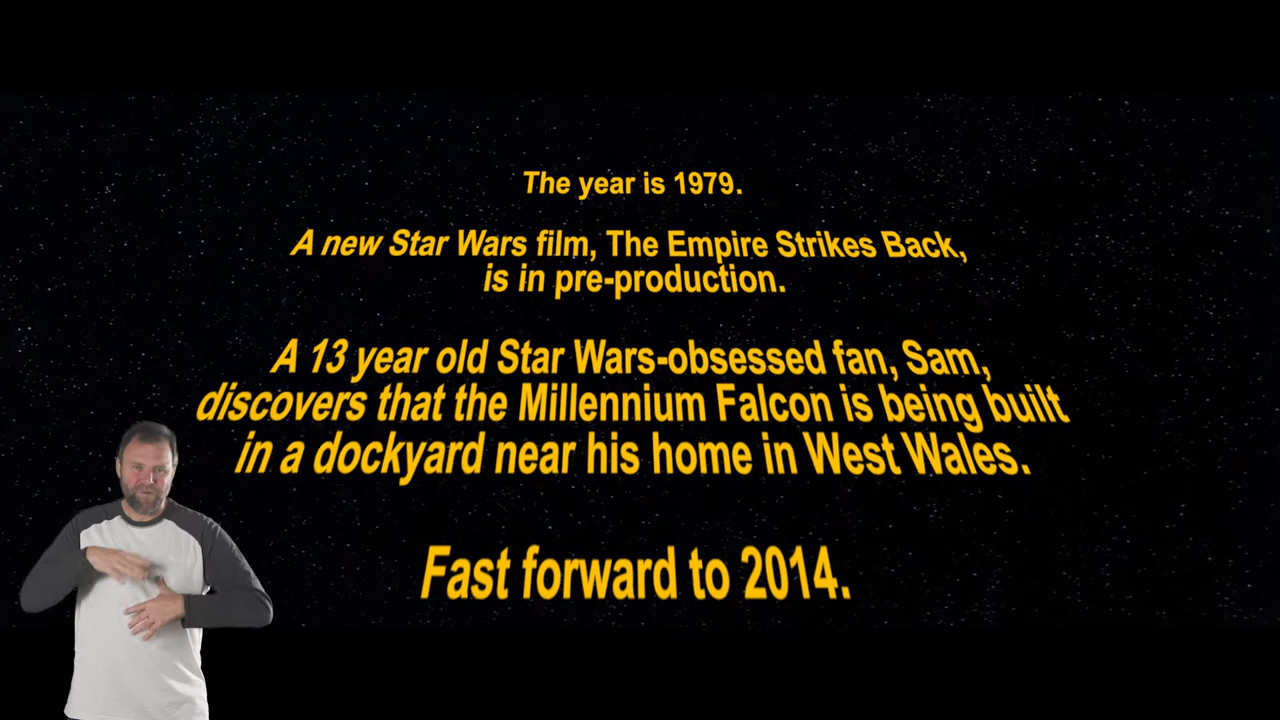 The year is 1979.
A new Star Wars film, The Empire Strikes Back,
is in pre-production.
A 13 year old Star Wars-obsessed fan, Sam,
discovers that the Millennium Falcon is being built
in a dockyard near his home in West Wales.
Fast forward to 2014.